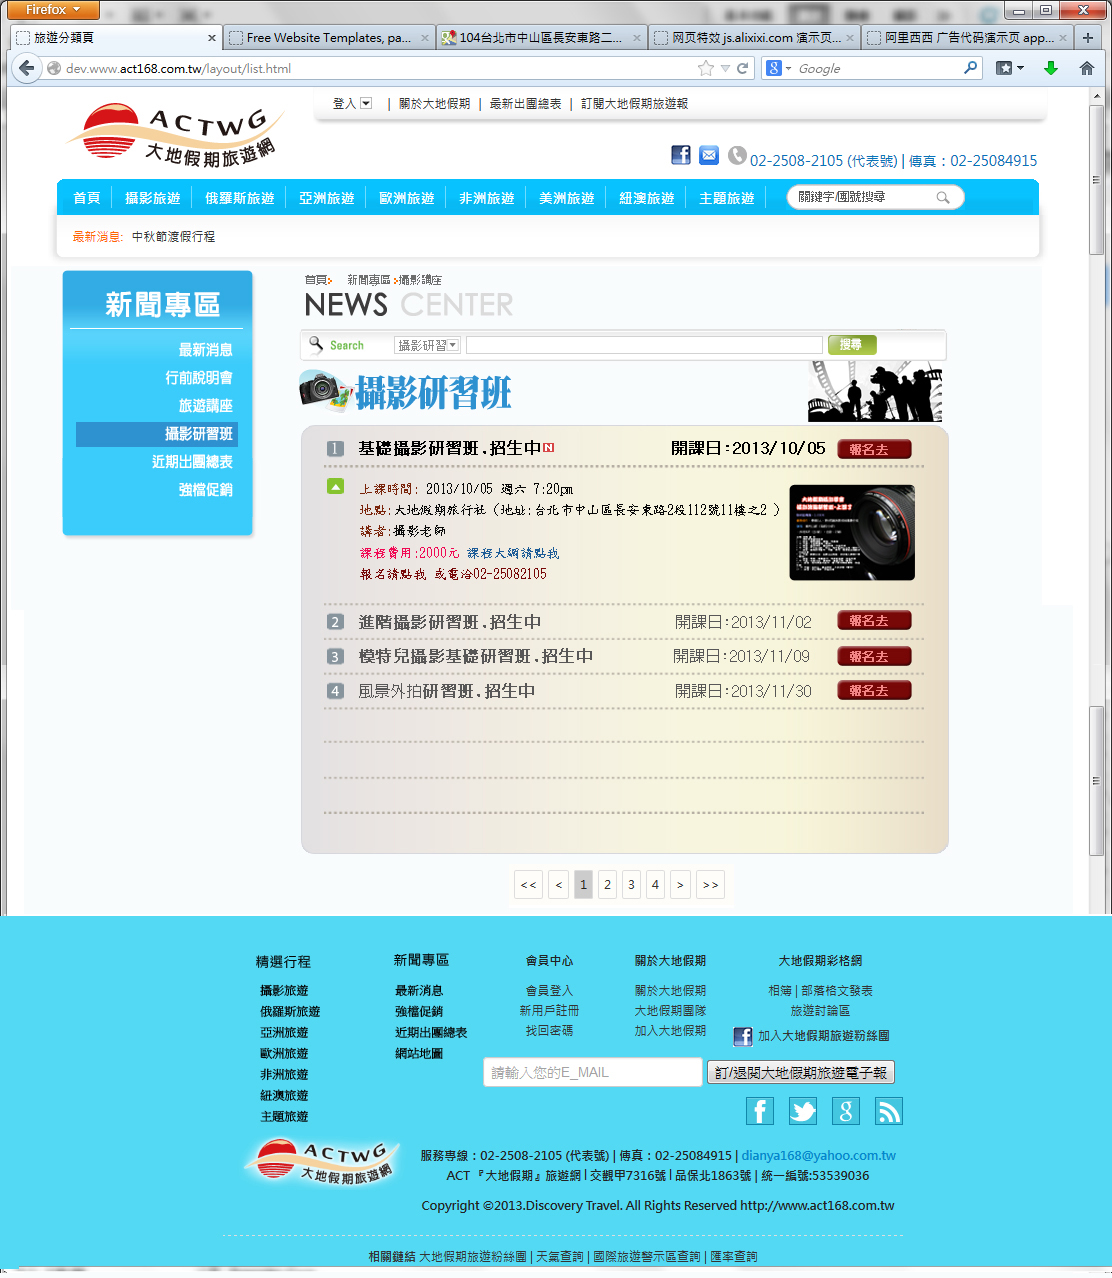 Firefox
旅遊分類頁
Free Website Templates, pa...
104台北市中山區長安東路二...
网页特效 js.alixixi.com 演示页...
阿里西西 广告代码演示页 app...
dev.www.act168.com.tw/layout/list.html
Google
登入 | 關於大地假期 | 最新出團總表 | 訂閱大地假期旅遊報
ACTWG
大地假期旅遊網
02-2508-2105 (代表號) | 傳真：02-25084915
首頁 攝影旅遊 俄羅斯旅遊 亞洲旅遊 歐洲旅遊 非洲旅遊 美洲旅遊 紐澳旅遊 主題旅遊 關鍵字/團號搜尋
最新消息: 中秋節渡假行程
新聞專區
最新消息
行前說明會
旅遊講座
攝影研習班
近期出團總表
強檔促銷
首頁 新聞專區 攝影講座
NEWS CENTER
Search 攝影研習 搜尋
攝影研習班
1 基礎攝影研習班.招生中 N 開課日:2013/10/05 報名去
上課時間: 2013/10/05 週六 7:20pm
地點:大地假期旅行社 (地址:台北市中山區長安東路2段112號11樓之2 )
講者:攝影老師
課程費用:2000元 課程大綱請點我
報名請點我 或電洽02-25082105
2 進階攝影研習班.招生中 開課日:2013/11/02 報名去
3 模特兒攝影基礎研習班.招生中 開課日:2013/11/09 報名去
4 風景外拍研習班.招生中 開課日:2013/11/30 報名去
<< < 1 2 3 4 > >>
精選行程
攝影旅遊
俄羅斯旅遊
亞洲旅遊
歐洲旅遊
非洲旅遊
紐澳旅遊
主題旅遊
新聞專區
最新消息
強檔促銷
近期出團總表
網站地圖
會員中心
會員登入
新用戶註冊
找回密碼
關於大地假期
關於大地假期
大地假期團隊
加入大地假期
大地假期彩格網
相簿 | 部落格文發表
旅遊討論區
加入大地假期旅遊粉絲團
請輸入您的E_MAIL 訂/退閱大地假期旅遊電子報
ACTWG
大地假期旅遊網
服務專線：02-2508-2105 (代表號) | 傳真：02-25084915 | dianya168@yahoo.com.tw
ACT 『大地假期』旅遊網 | 交觀甲7316號 | 品保北1863號 | 統一編號:53539036
Copyright ©2013.Discovery Travel. All Rights Reserved http://www.act168.com.tw
相關鏈結 大地假期旅遊粉絲團 | 天氣查詢 | 國際旅遊警示區查詢 | 匯率查詢